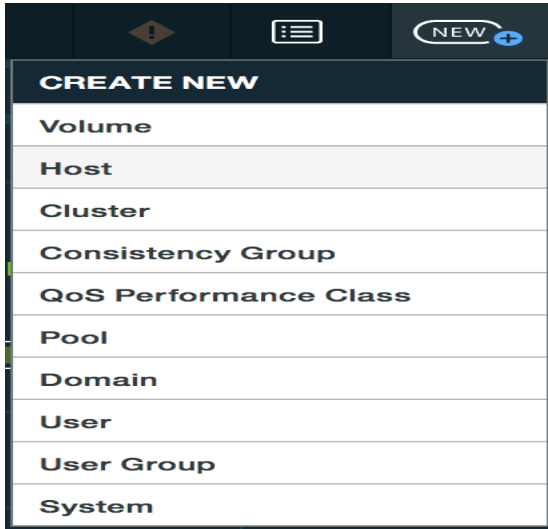 NEW
CREATE NEW
Volume
Host
Cluster
Consistency Group
QoS Performance Class
Pool
Domain
User
User Group
System